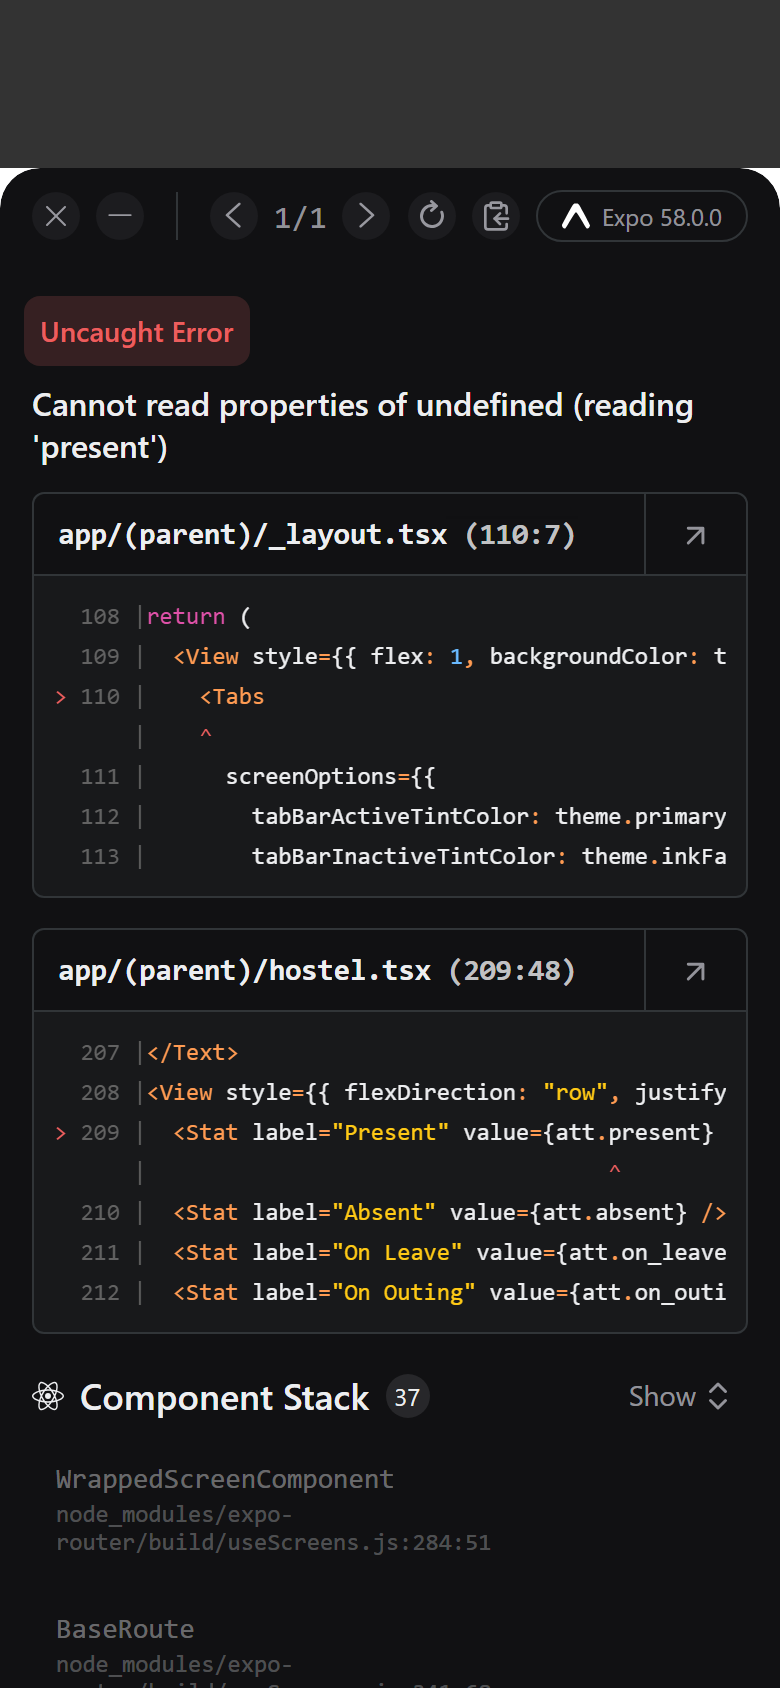 1/1
Expo 58.0.0
Uncaught Error
Cannot read properties of undefined (reading
'present')
app/(parent)/_layout.tsx (110:7)
108 |return (
109 |  <View style={{ flex: 1, backgroundColor: t
> 110 |    <Tabs
|    ^
111 |      screenOptions={{
112 |        tabBarActiveTintColor: theme.primary
113 |        tabBarInactiveTintColor: theme.inkFa
app/(parent)/hostel.tsx (209:48)
207 |</Text>
208 |<View style={{ flexDirection: "row", justify
> 209 |  <Stat label="Present" value={att.present}
|                                   ^
210 |  <Stat label="Absent" value={att.absent} />
211 |  <Stat label="On Leave" value={att.on_leave
212 |  <Stat label="On Outing" value={att.on_outi
Component Stack 37 Show
WrappedScreenComponent
node_modules/expo-
router/build/useScreens.js:284:51
BaseRoute
node_modules/expo-